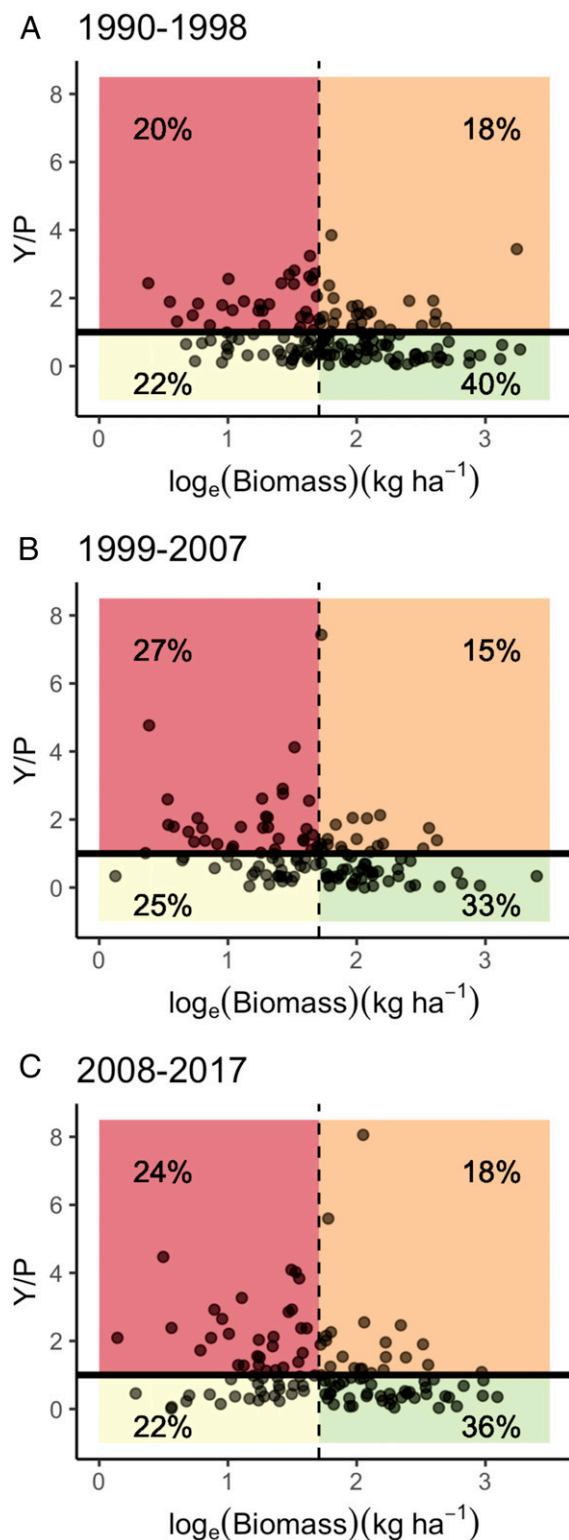 A 1990-1998
8
20% 18%
6
Y/P
4
2
0
22% 40%
0 1 2 3
logₑ(Biomass)(kg ha⁻¹)
B 1999-2007
8
27% 15%
6
Y/P
4
2
0
25% 33%
0 1 2 3
logₑ(Biomass)(kg ha⁻¹)
C 2008-2017
8
24% 18%
6
Y/P
4
2
0
22% 36%
0 1 2 3
logₑ(Biomass)(kg ha⁻¹)